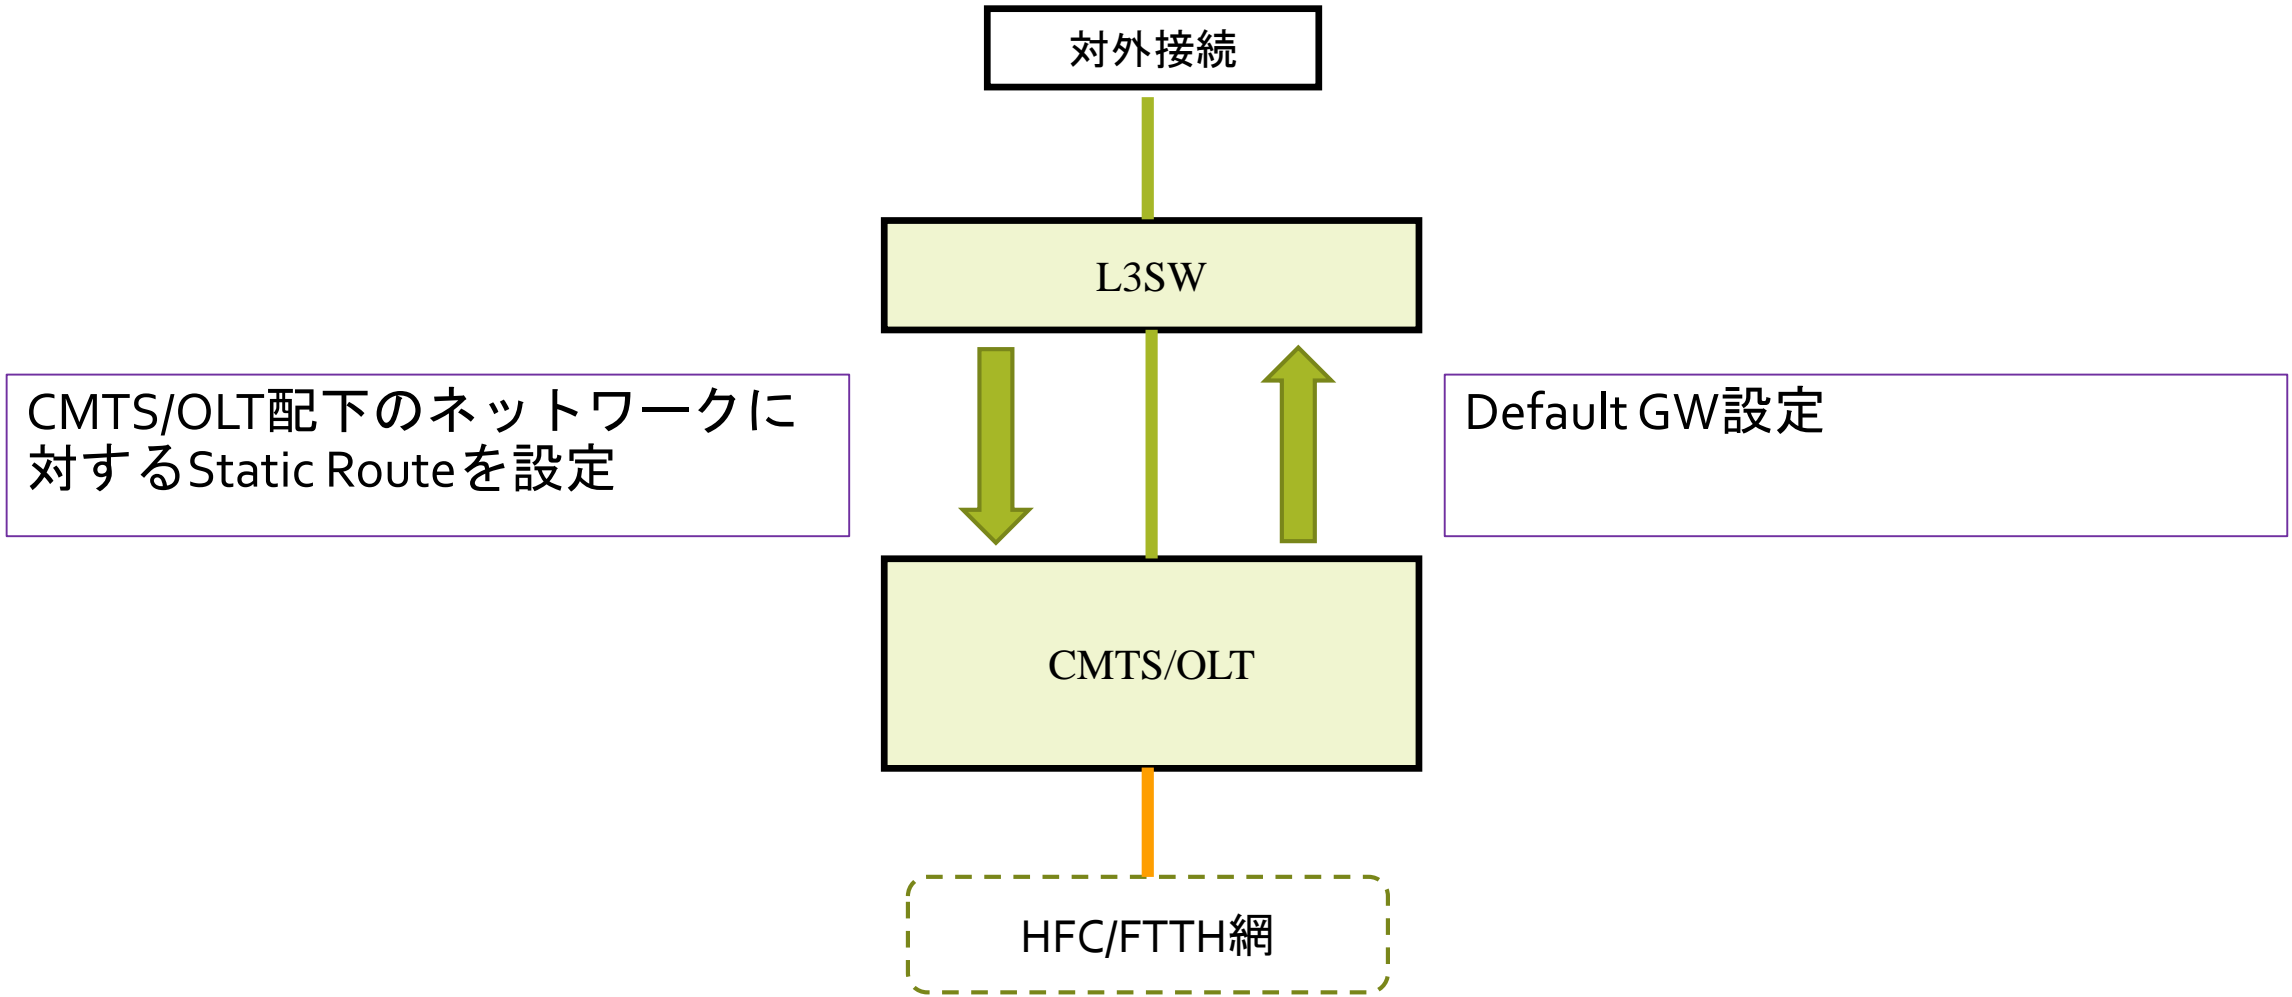 対外接続
L3SW
CMTS/OLT配下のネットワークに
対するStatic Routeを設定
Default GW設定
CMTS/OLT
HFC/FTTH網